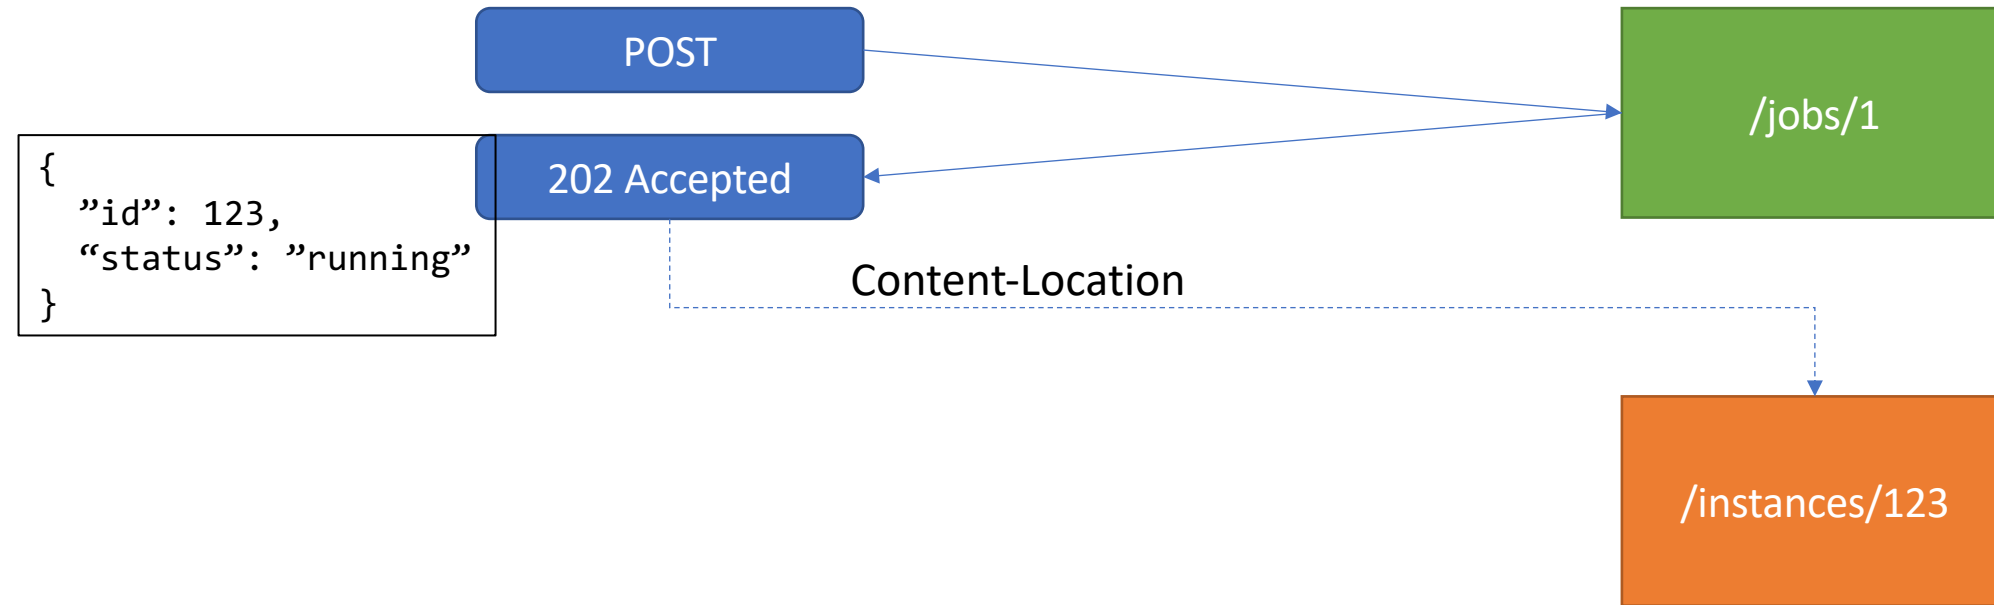 POST
/jobs/1
202 Accepted
{
”id”: 123,
“status”: ”running”
}
Content-Location
/instances/123